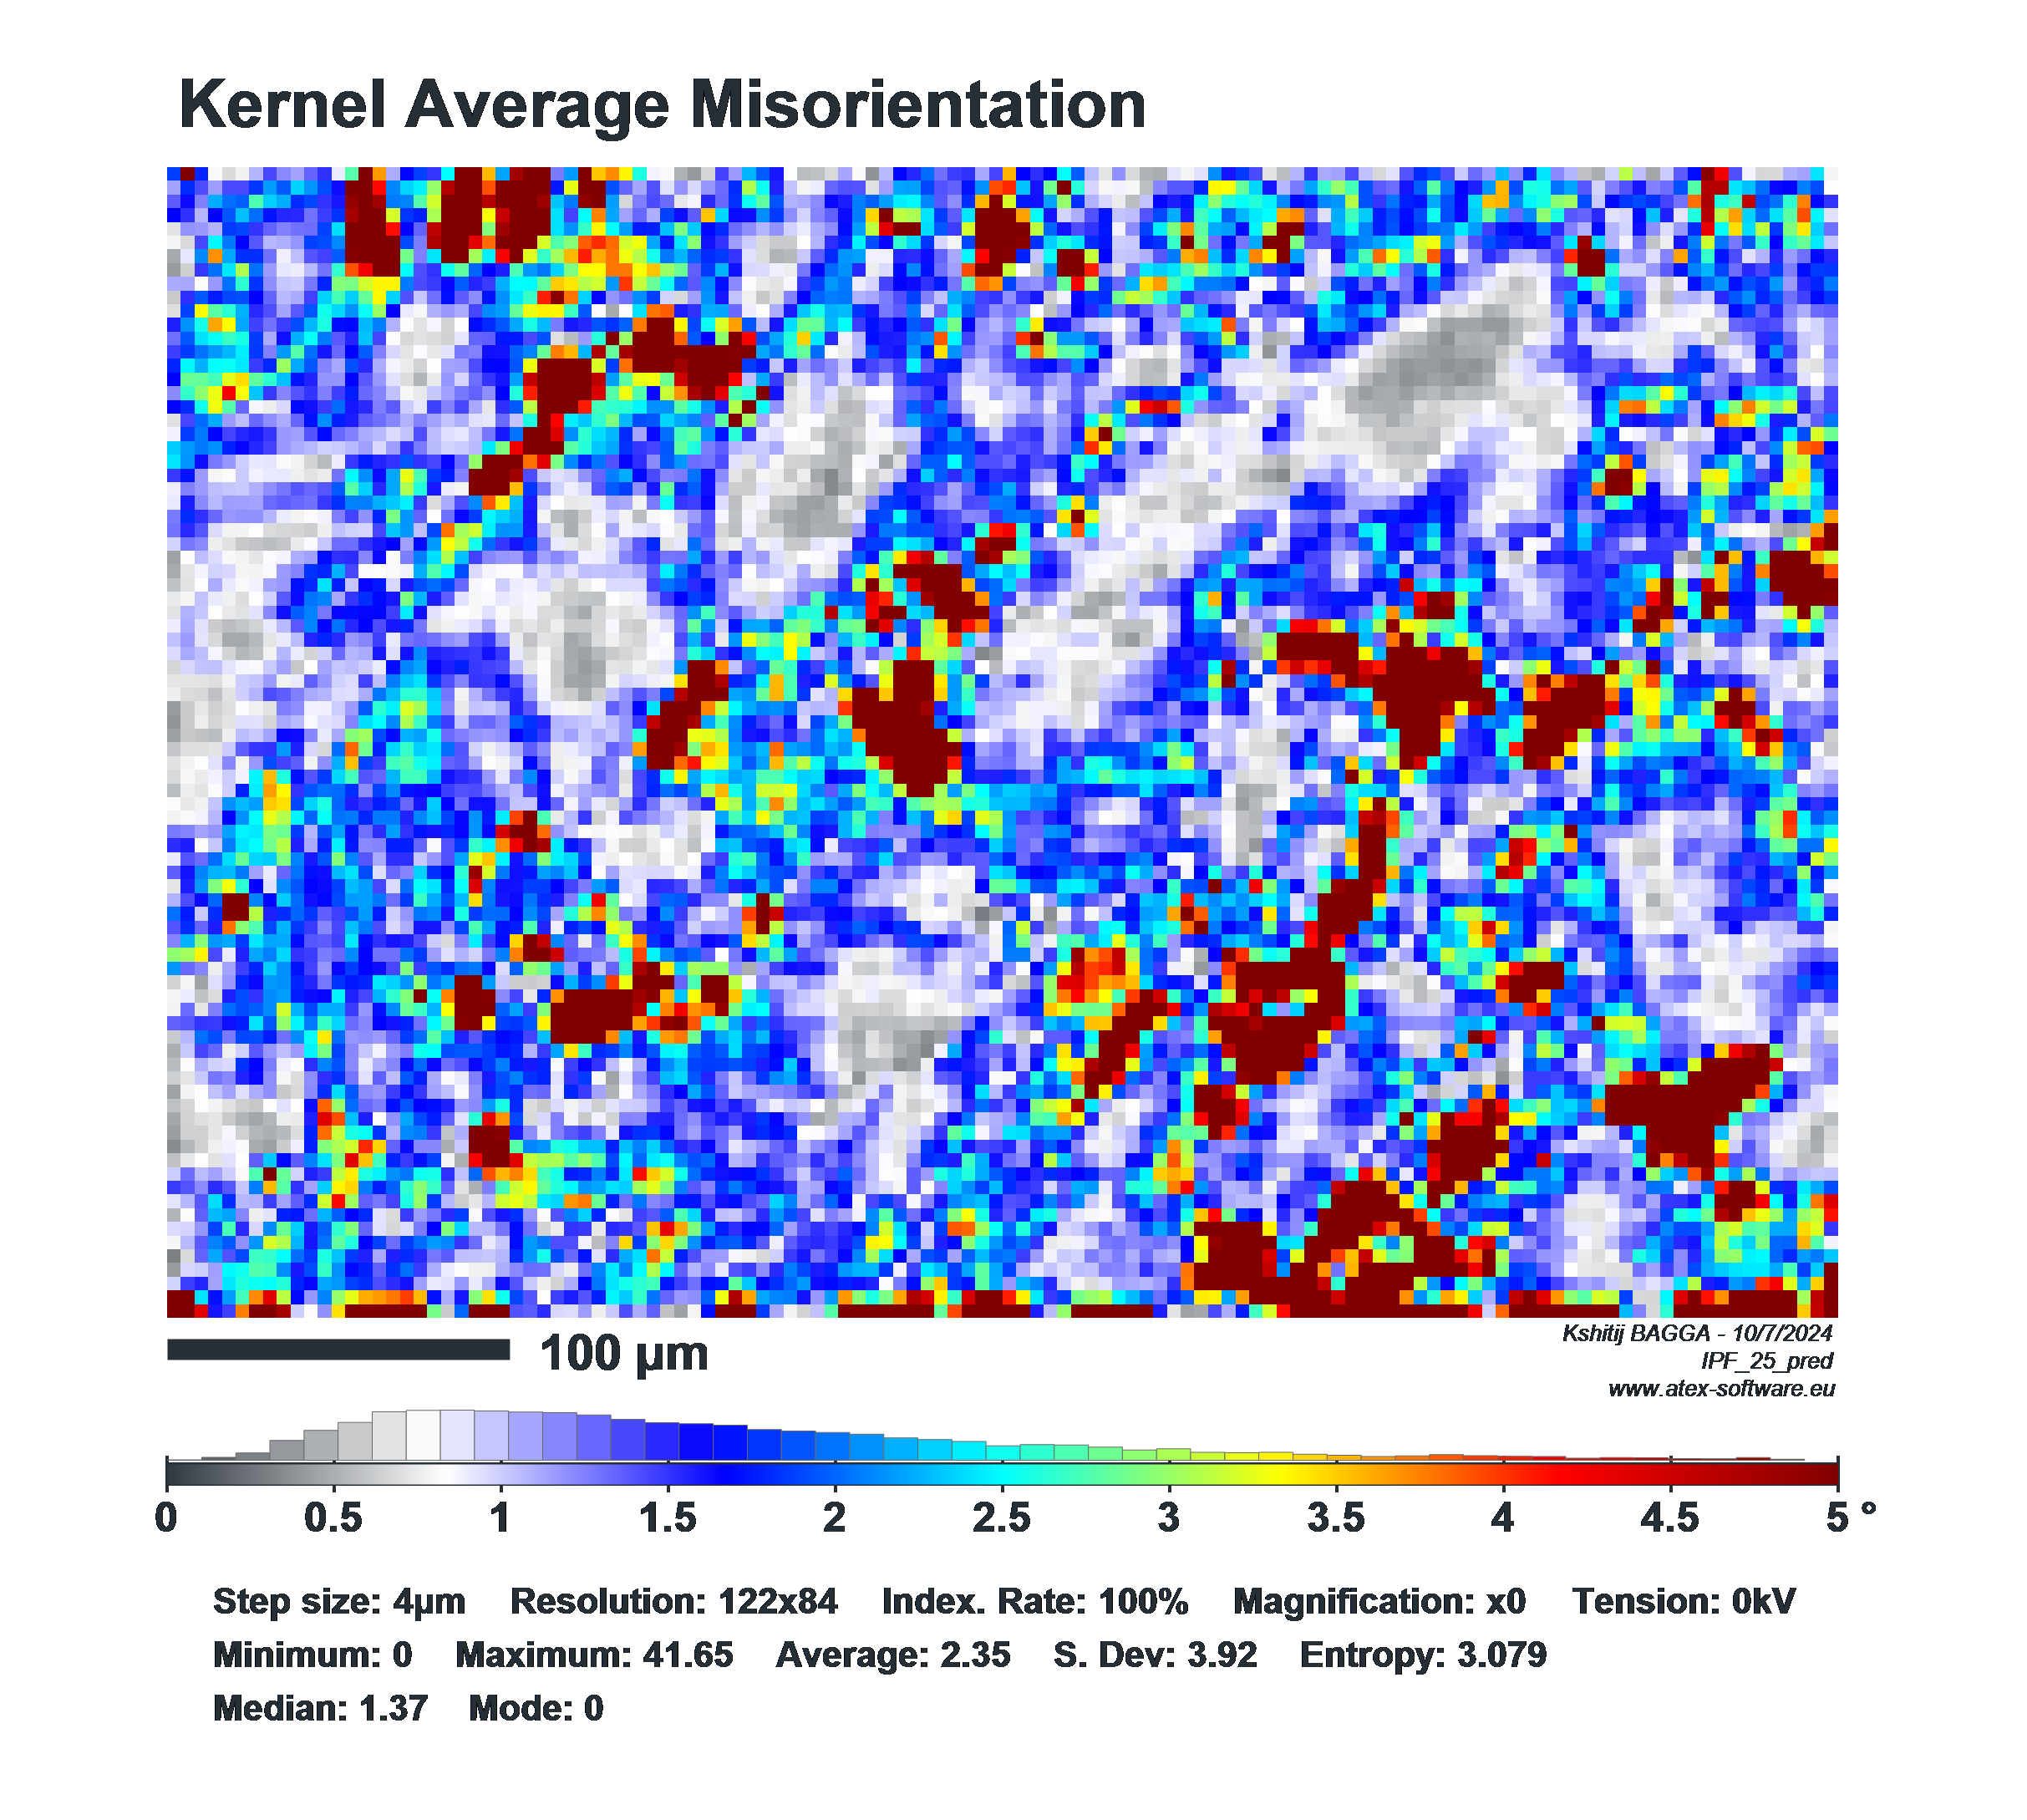 Kernel Average Misorientation
100 µm
Kshitij BAGGA - 10/7/2024
IPF_25_pred
www.atex-software.eu
0 0.5 1 1.5 2 2.5 3 3.5 4 4.5 5 °
Step size: 4µm Resolution: 122x84 Index. Rate: 100% Magnification: x0 Tension: 0kV
Minimum: 0 Maximum: 41.65 Average: 2.35 S. Dev: 3.92 Entropy: 3.079
Median: 1.37 Mode: 0